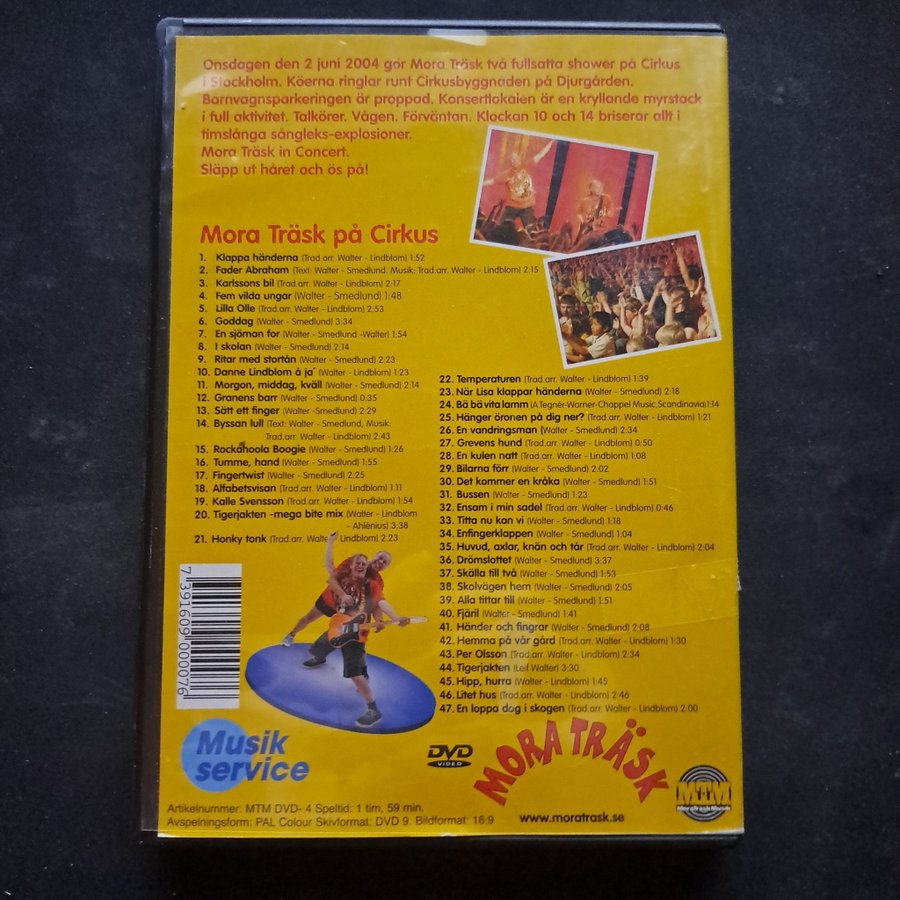 Onsdagen den 2 juni 2004 gör Mora Träsk två fullsatta shower på Cirkus
i Stockholm. Köerna ringlar runt Cirkusbyggnaden på Djurgården.
Barnvagnsparkeringen är proppad. Konsertlokalen är en kryllande myrstack
i full aktivitet. Talkörer. Vågen. Förväntan. Klockan 10 och 14 briserar allt i
timslånga sångleks-explosioner.
Mora Träsk in Concert.
Släpp ut håret och ös på!
Mora Träsk på Cirkus
1. Klappa händerna (Trad.arr. Walter - Lindblom) 1:52
2. Fader Abraham (Text: Walter - Smedlund. Musik: Trad.arr. Walter - Lindblom) 2:15
3. Karlssons bil (Trad.arr. Walter - Lindblom) 2:17
4. Fem vilda ungar (Walter - Smedlund) 1:48
5. Lilla Olle (Trad.arr. Walter - Lindblom) 2:53
6. Goddag (Walter - Smedlund) 3:34
7. En sjöman for (Walter - Smedlund -Walter) 1:54
8. I skolan (Walter - Smedlund) 2:14
9. Ritar med stortån (Walter - Smedlund) 2:23
10. Danne Lindblom å ja´ (Walter - Lindblom) 1:23
11. Morgon, middag, kväll (Walter - Smedlund) 2:14
12. Granens barr (Walter - Smedlund) 0:35
13. Sätt ett finger (Walter -Smedlund) 2:29
14. Byssan lull (Text: Walter - Smedlund, Musik:
Trad.arr. Walter - Lindblom) 2:43
15. Rockahoola Boogie (Walter - Smedlund) 1:26
16. Tumme, hand (Walter - Smedlund) 1:55
17. Fingertwist (Walter - Smedlund) 2:25
18. Alfabetsvisan (Trad.arr. Walter - Lindblom) 1:11
19. Kalle Svensson (Trad.arr. Walter - Lindblom) 1:54
20. Tigerjakten -mega bite mix (Walter - Lindblom
- Ahlénius) 3:38
21. Honky tonk (Trad.arr. Walter - Lindblom) 2.23
22. Temperaturen (Trad.arr. Walter - Lindblom) 1:39
23. När Lisa klappar händerna (Walter - Smedlund) 2:18
24. Bä bä vita lamm (A.Tegnér-Warner-Chappel Music,Scandinavia)1:14
25. Hänger öronen på dig ner? (Trad.arr. Walter - Lindblom) 1:21
26. En vandringsman (Walter - Smedlund) 2:34
27. Grevens hund (Trad.arr. Walter - Lindblom) 0:50
28. En kulen natt (Trad.arr. Walter - Lindblom) 1:08
29. Bilarna förr (Walter - Smedlund) 2:02
30. Det kommer en kråka (Walter - Smedlund) 1:51
31. Bussen (Walter - Smedlund) 1:23
32. Ensam i min sadel (Trad.arr. Walter - Lindblom) 0:46
33. Titta nu kan vi (Walter - Smedlund) 1:18
34. Enfingerklappen (Walter - Smedlund) 1:04
35. Huvud, axlar, knän och tår (Trad.arr. Walter - Lindblom) 2:04
36. Drömslottet (Walter - Smedlund) 3:37
37. Skälla till två (Walter - Smedlund) 1:53
38. Skolvägen hem (Walter - Smedlund) 2:05
39. Alla tittar till (Walter - Smedlund) 1:51
40. Fjäril (Walter - Smedlund) 1:41
41. Händer och fingrar (Walter - Smedlund) 2:08
42. Hemma på vår gård (Trad.arr. Walter - Lindblom) 1:30
43. Per Olsson (Trad.arr. Walter - Lindblom) 2:34
44. Tigerjakten (Leif Walter) 3:30
45. Hipp, hurra (Walter - Lindblom) 1:45
46. Litet hus (Trad.arr. Walter - Lindblom) 2:46
47. En loppa dog i skogen (Trad.arr. Walter - Lindblom) 2:00
7 391609 000076
Musik
service
DVD
VIDEO
MORA TRÄSK
MTM
Mora Träsk Musik
www.moratrask.se
Artikelnummer: MTM DVD- 4 Speltid: 1 tim, 59 min.
Avspelningsform: PAL Colour Skivformat: DVD 9. Bildformat: 16:9